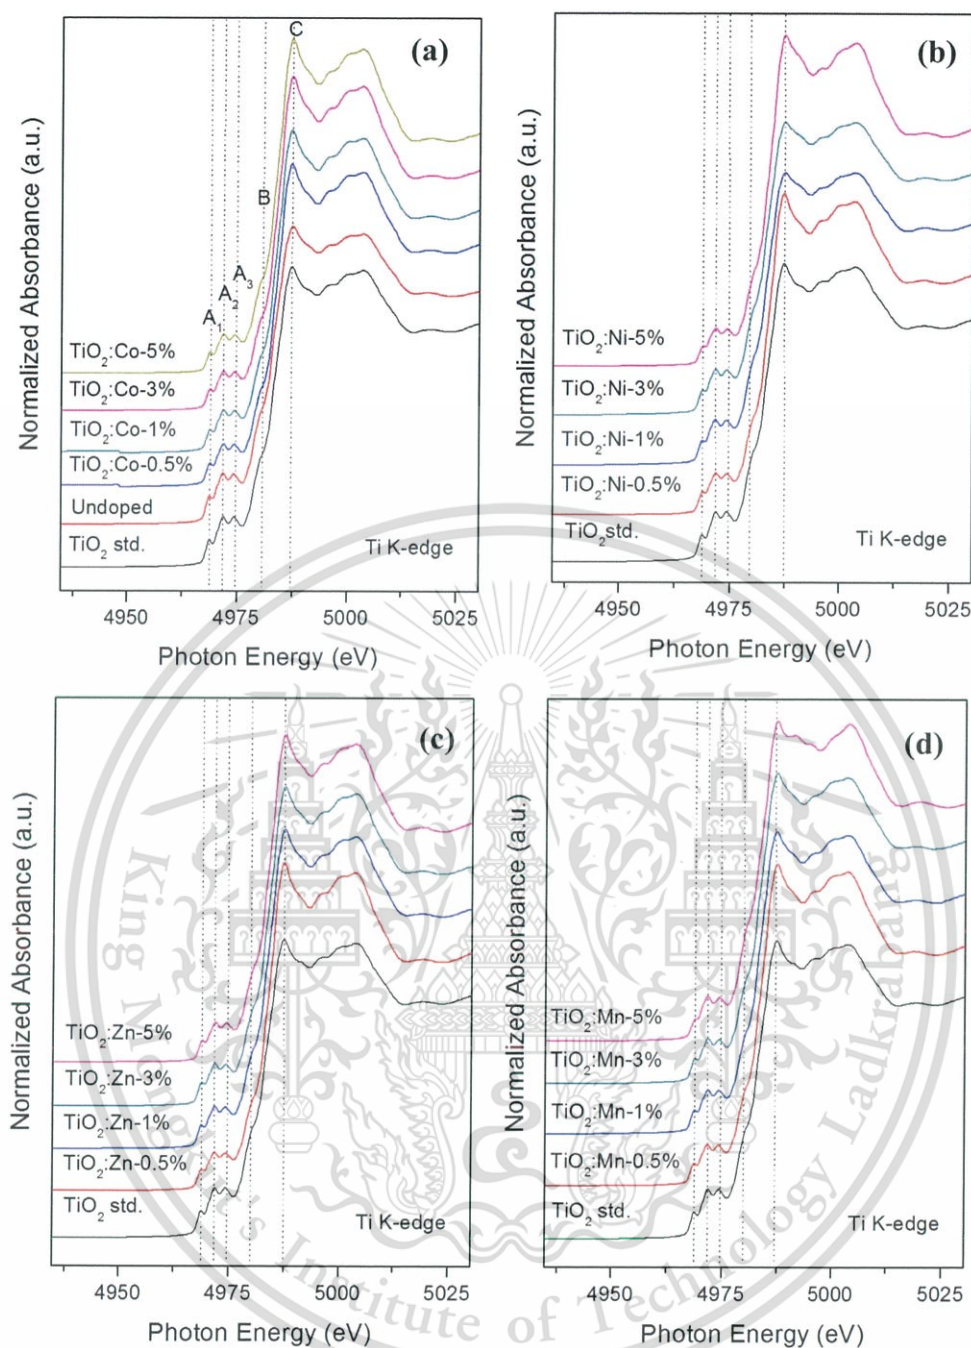 (a)
C
B
A₃
A₂
A₁
TiO₂:Co-5%
TiO₂:Co-3%
TiO₂:Co-1%
TiO₂:Co-0.5%
Undoped
TiO₂ std.
Ti K-edge
Normalized Absorbance (a.u.)
4950 4975 5000 5025
Photon Energy (eV)
(b)
TiO₂:Ni-5%
TiO₂:Ni-3%
TiO₂:Ni-1%
TiO₂:Ni-0.5%
TiO₂std.
Ti K-edge
Normalized Absorbance (a.u.)
4950 4975 5000 5025
Photon Energy (eV)
(c)
TiO₂:Zn-5%
TiO₂:Zn-3%
TiO₂:Zn-1%
TiO₂:Zn-0.5%
TiO₂ std.
Ti K-edge
Normalized Absorbance (a.u.)
4950 4975 5000 5025
Photon Energy (eV)
(d)
TiO₂:Mn-5%
TiO₂:Mn-3%
TiO₂:Mn-1%
TiO₂:Mn-0.5%
TiO₂ std.
Ti K-edge
Normalized Absorbance (a.u.)
4950 4975 5000 5025
Photon Energy (eV)
King Mongkut's Institute of Technology Ladkrabang